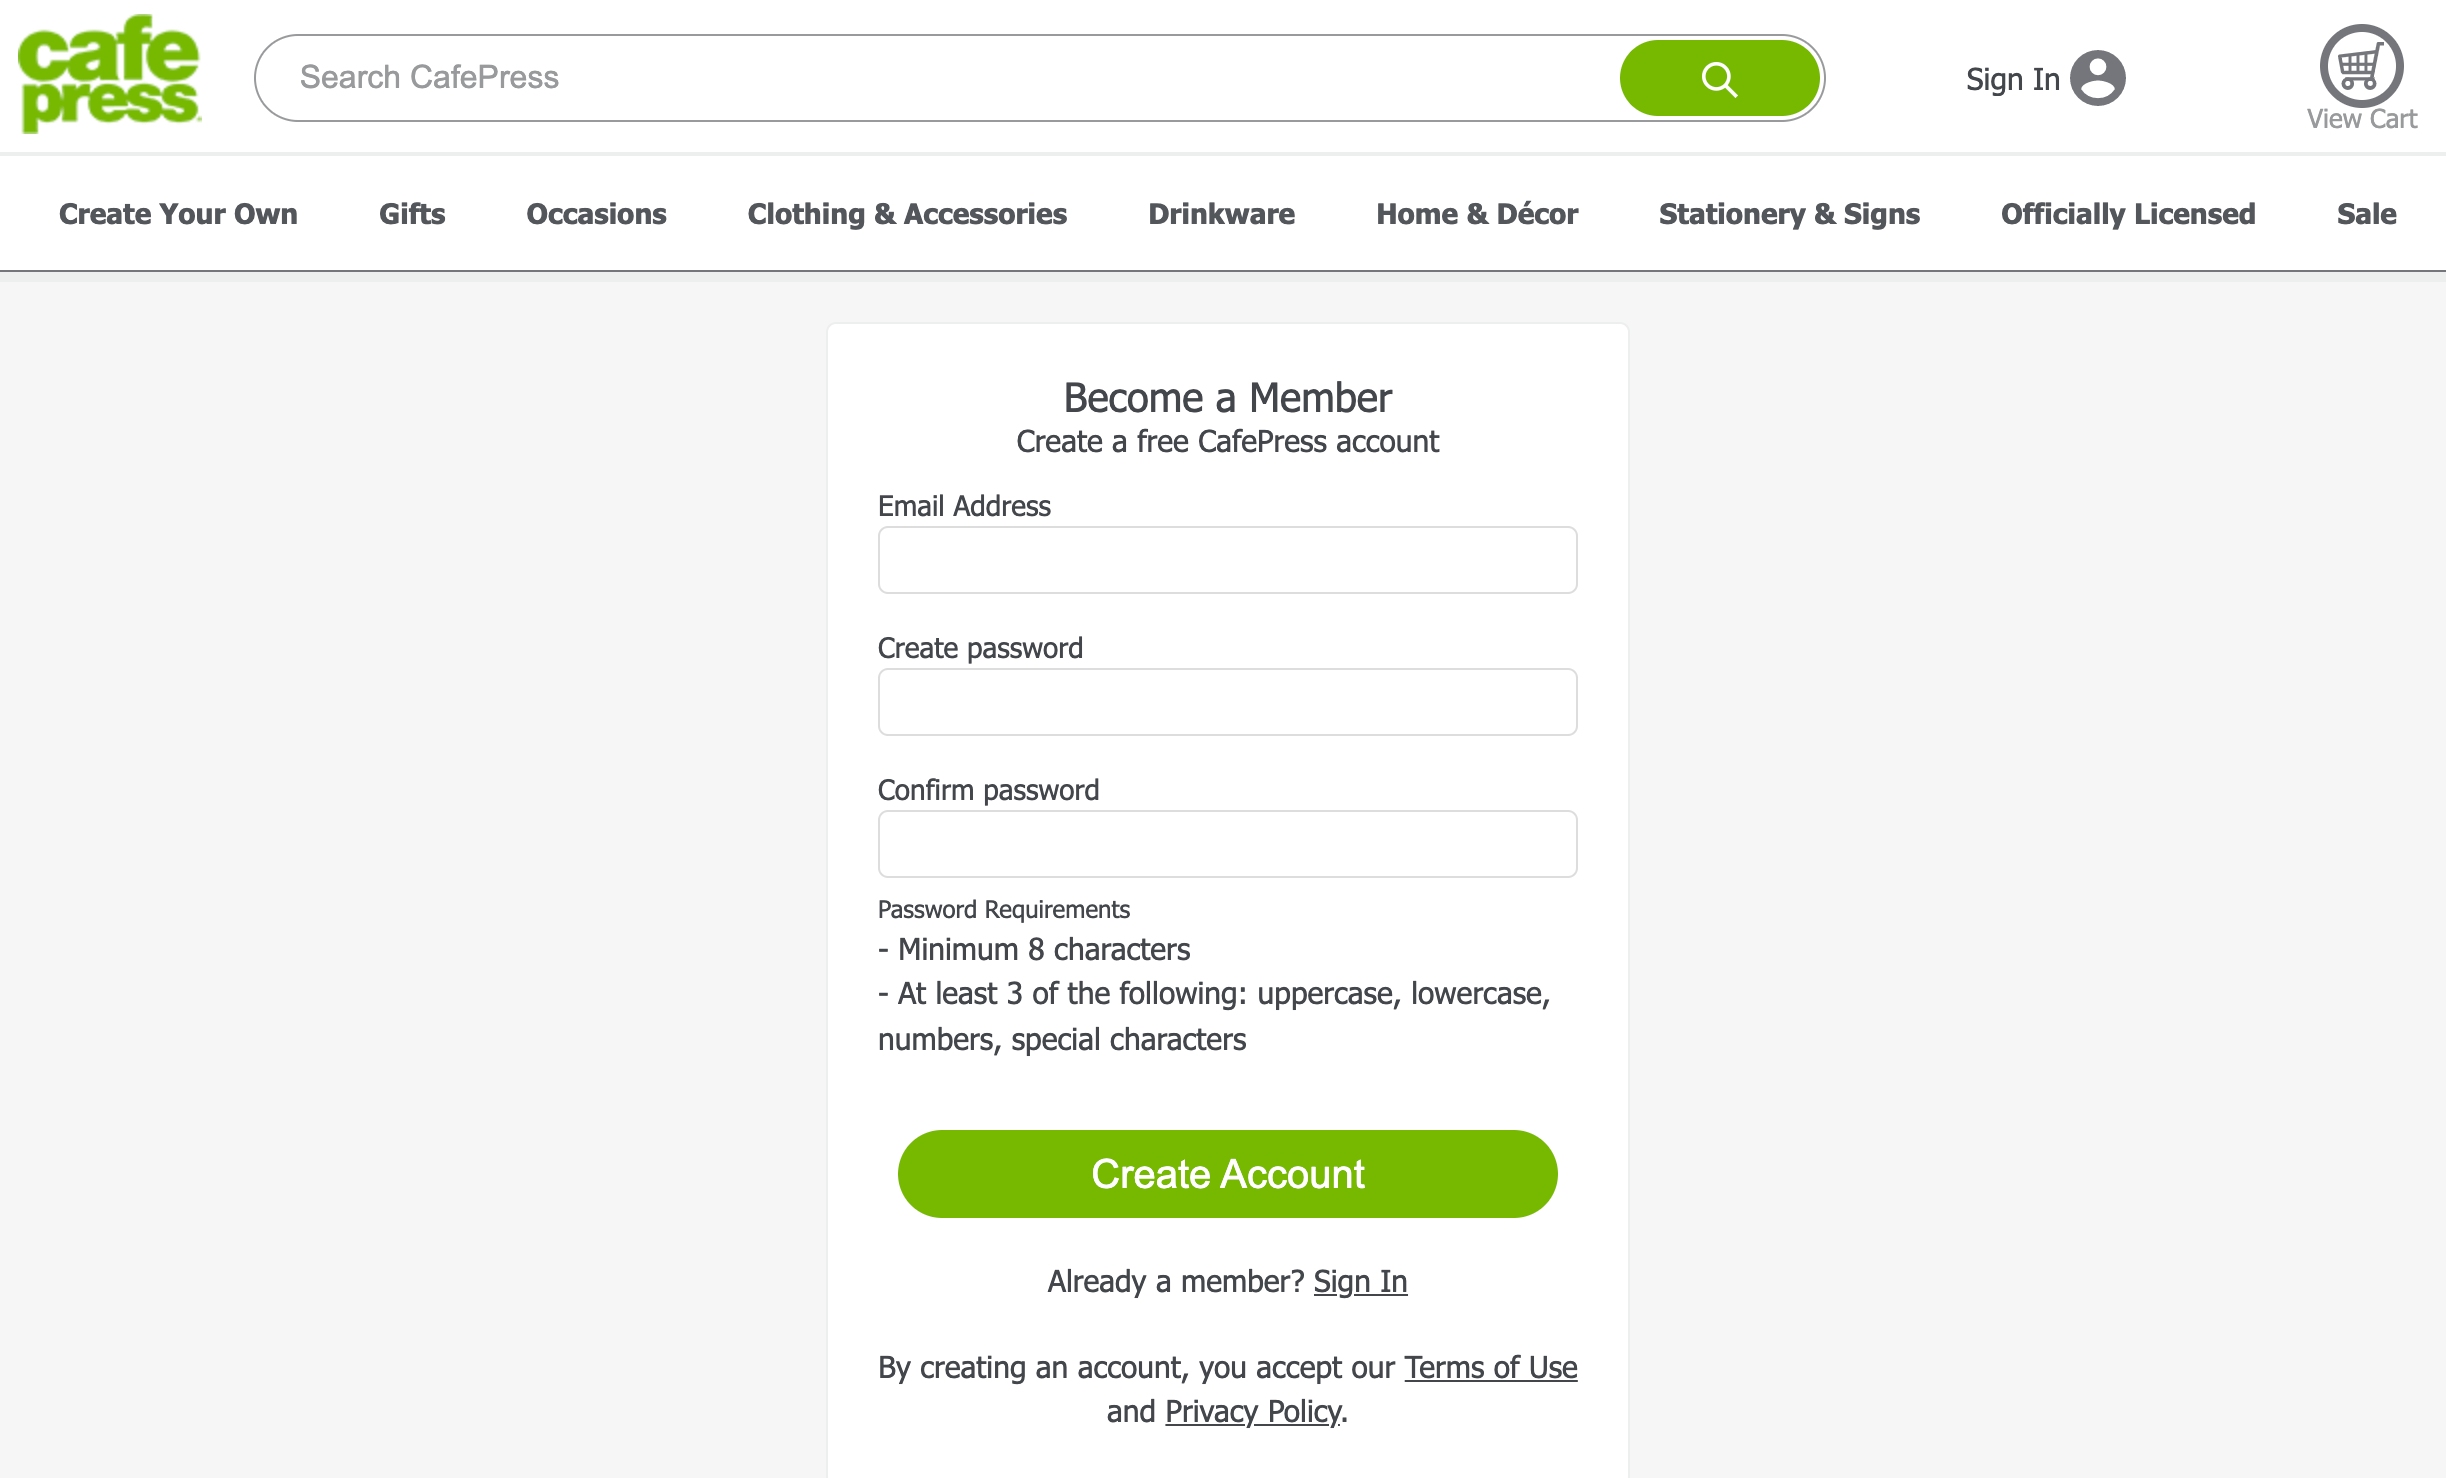 cafe
press
Search CafePress
Sign In
View Cart
Create Your Own Gifts Occasions Clothing & Accessories Drinkware Home & Décor Stationery & Signs Officially Licensed Sale
Become a Member
Create a free CafePress account
Email Address
Create password
Confirm password
Password Requirements
- Minimum 8 characters
- At least 3 of the following: uppercase, lowercase,
numbers, special characters
Create Account
Already a member? Sign In
By creating an account, you accept our Terms of Use
and Privacy Policy.